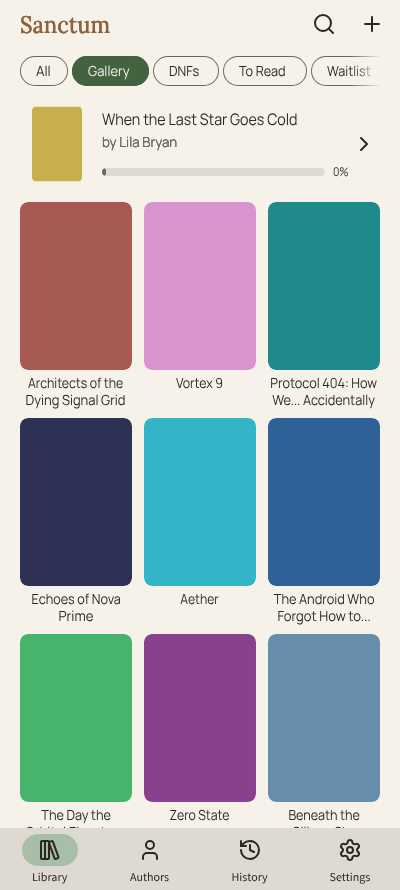 Sanctum
All
Gallery
DNFs
To Read
Waitlist
When the Last Star Goes Cold
by Lila Bryan
0%
Architects of the
Dying Signal Grid
Vortex 9
Protocol 404: How
We... Accidentally
Echoes of Nova
Prime
Aether
The Android Who
Forgot How to...
The Day the
Zero State
Beneath the
Library
Authors
History
Settings